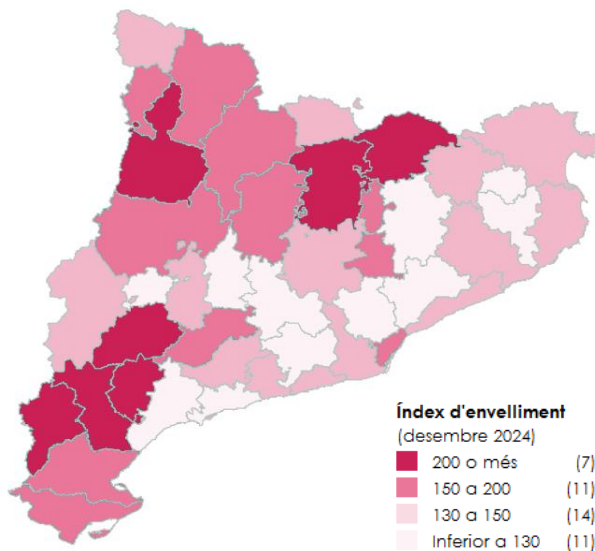 Índex d'envelliment
(desembre 2024)
200 o més (7)
150 a 200 (11)
130 a 150 (14)
Inferior a 130 (11)